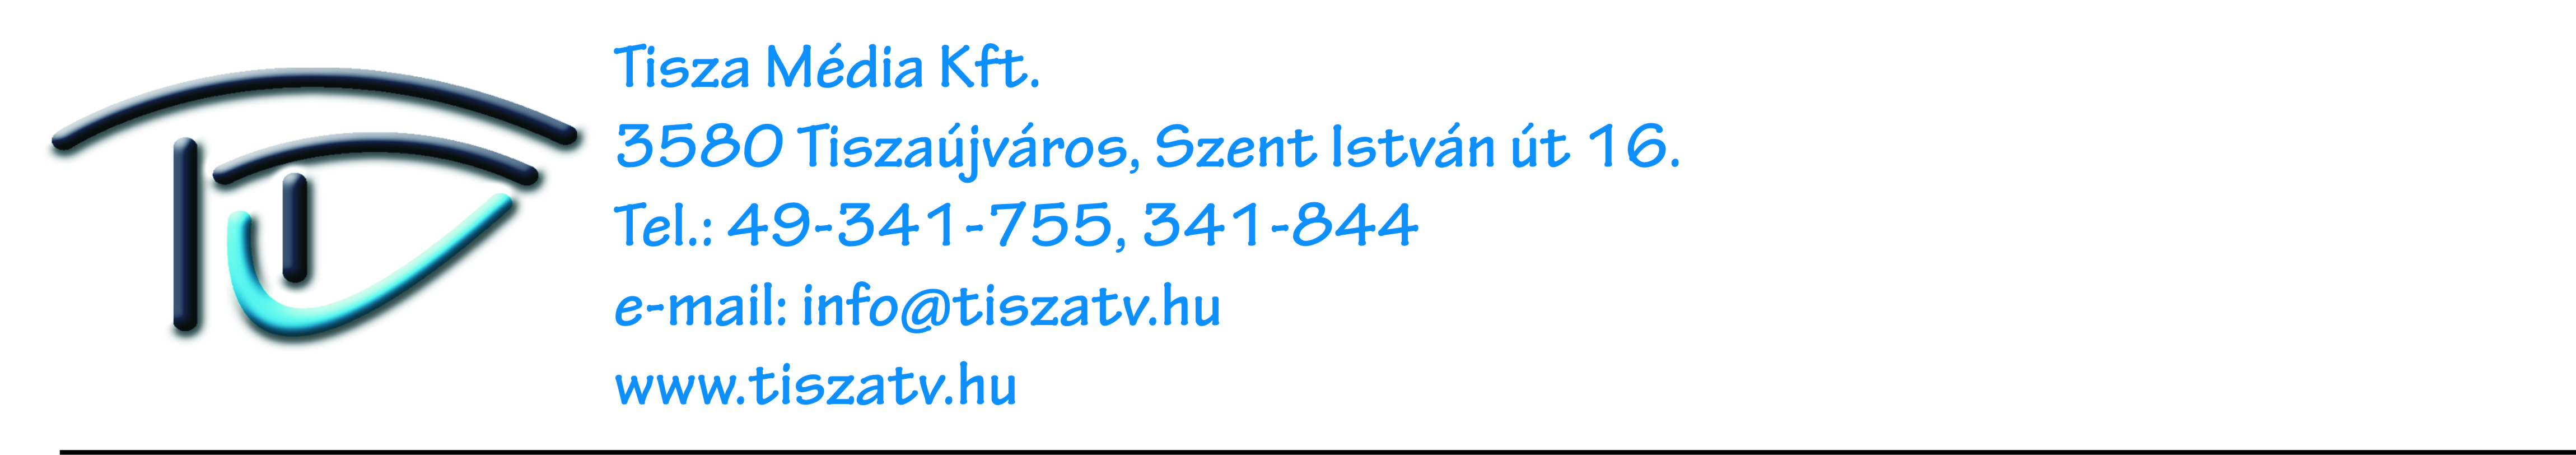 Tisza Média Kft.
3580 Tiszaújváros, Szent István út 16.
Tel.: 49-341-755, 341-844
e-mail: info@tiszatv.hu
www.tiszatv.hu